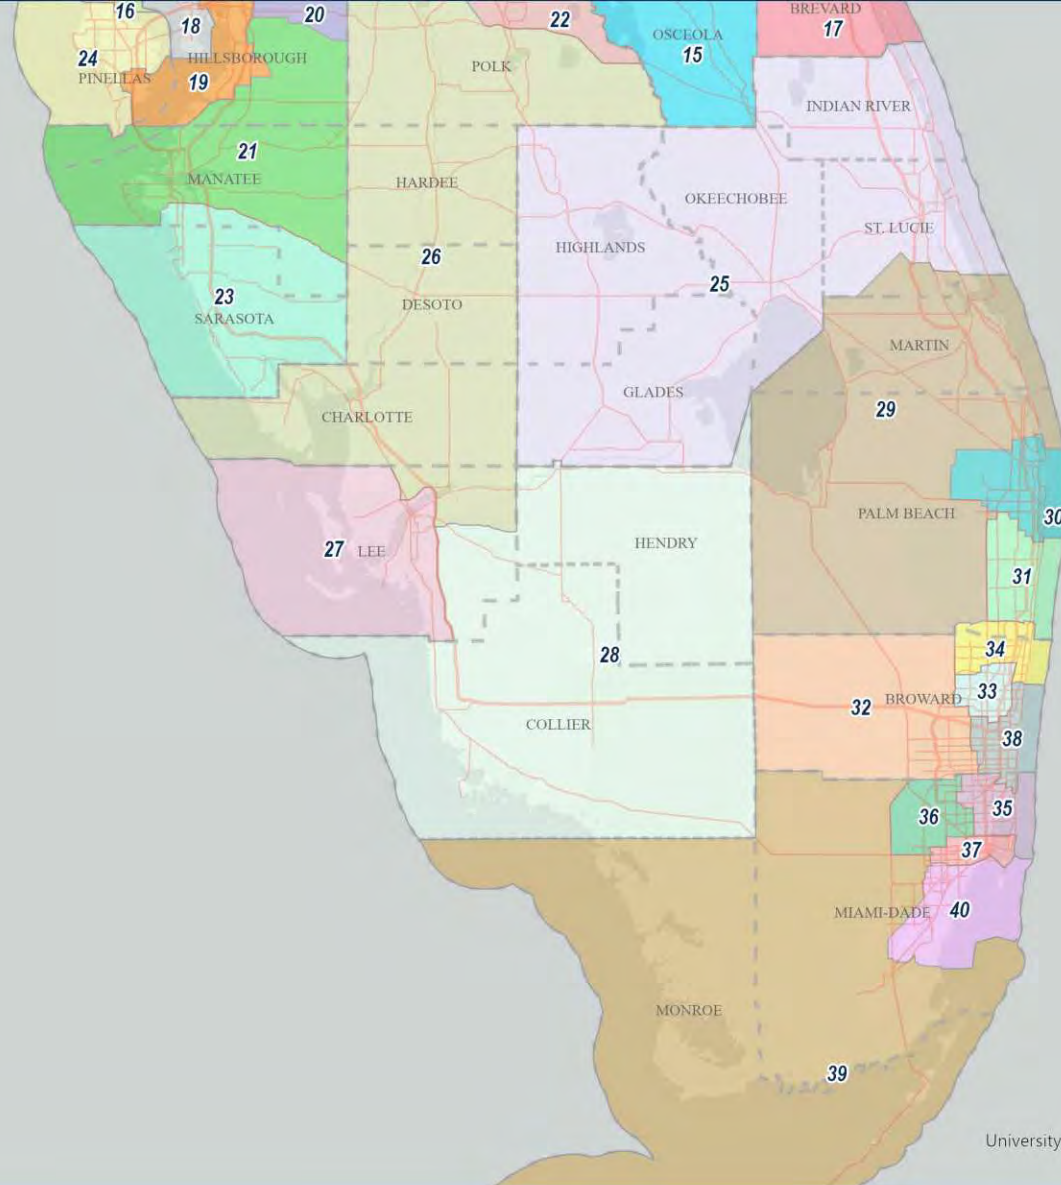 BREVARD
16
20
22
17
18
OSCEOLA
15
24
HILLSBOROUGH
POLK
PINELLAS
19
INDIAN RIVER
21
MANATEE
HARDEE
OKEECHOBEE
ST. LUCIE
HIGHLANDS
26
25
23
DESOTO
SARASOTA
MARTIN
GLADES
29
CHARLOTTE
PALM BEACH
30
HENDRY
27
LEE
31
34
28
33
BROWARD
32
COLLIER
38
35
36
37
MIAMI-DADE
40
MONROE
39
University